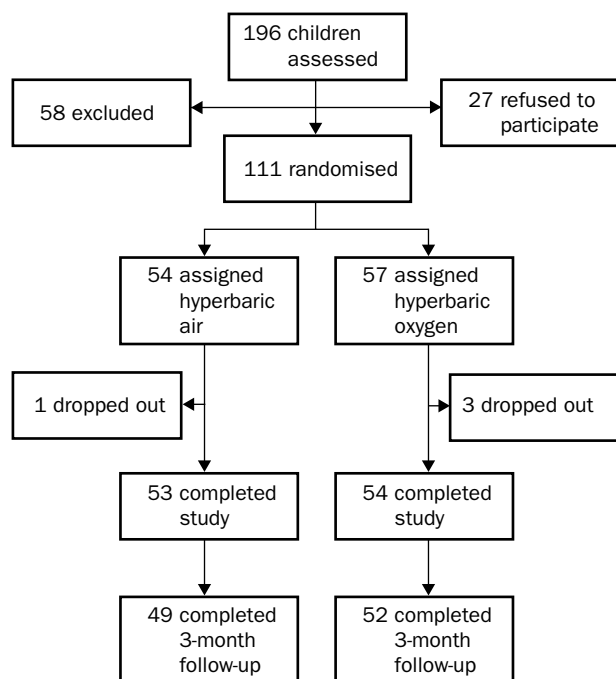 196 children
assessed
58 excluded
27 refused to
participate
111 randomised
54 assigned
hyperbaric
air
57 assigned
hyperbaric
oxygen
1 dropped out
3 dropped out
53 completed
study
54 completed
study
49 completed
3-month
follow-up
52 completed
3-month
follow-up